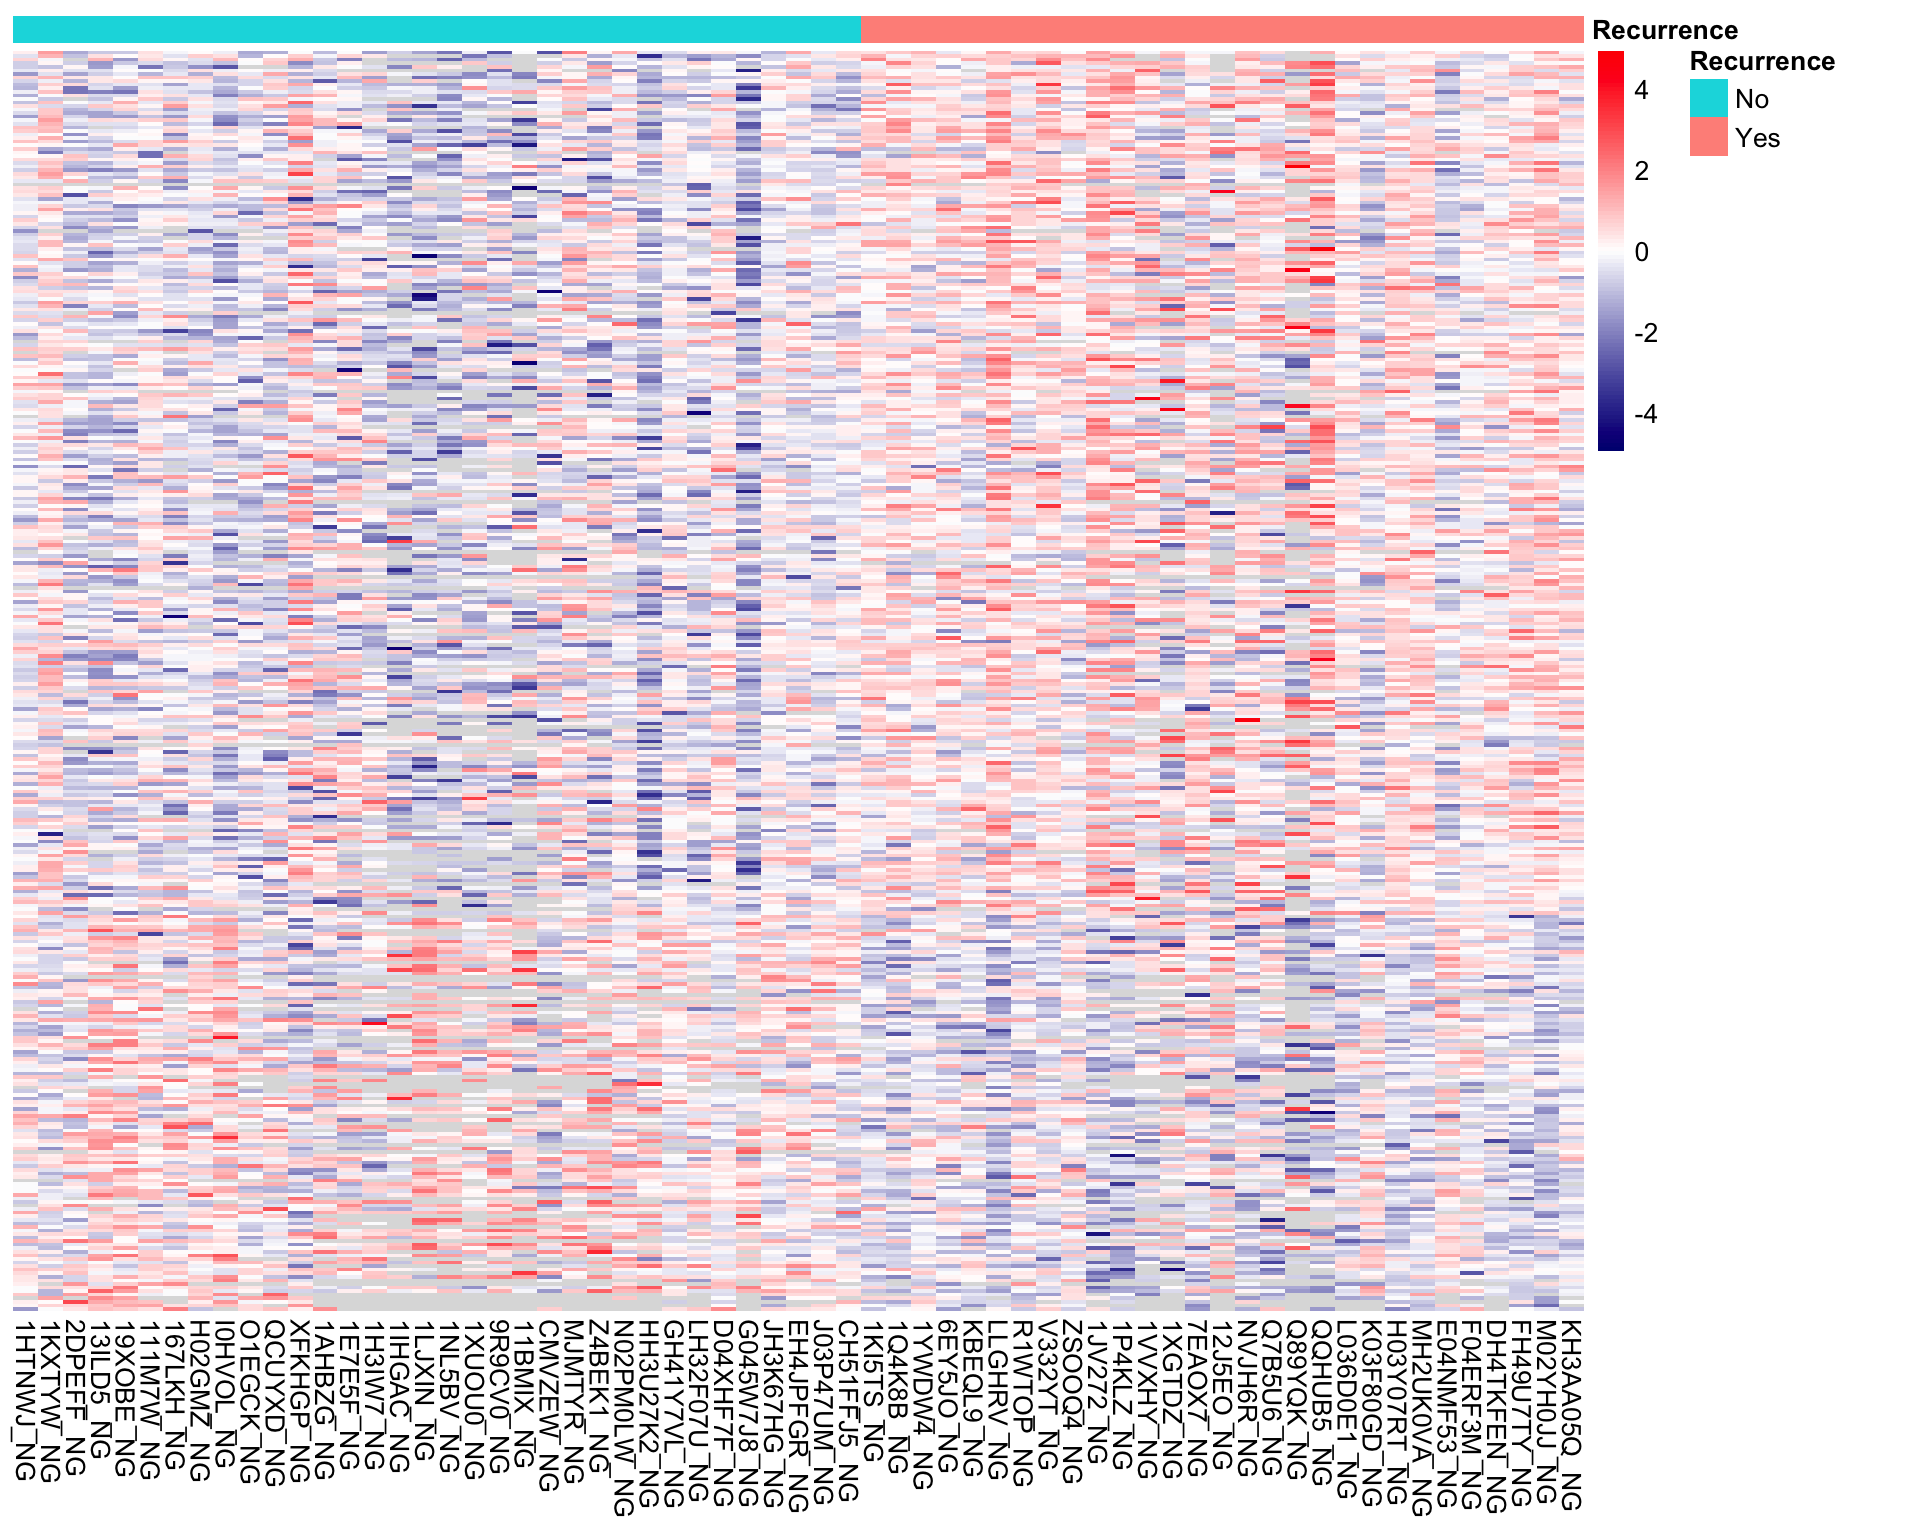 Recurrence
Recurrence
No
Yes
4
2
0
-2
-4
1HTNWJ_NG
1KXTYW_NG
2DPEFF_NG
13ILD5_NG
19XOBE_NG
11IM7W_NG
167LKH_NG
H02GMZ_NG
I0HVOL_NG
O1EGCK_NG
QCUYXD_NG
XFKHGP_NG
1AHBZG_NG
1E7E5F_NG
1H3IW7_NG
1IHGAC_NG
1LJXIN_NG
1NL5BV_NG
1XUOU0_NG
9R9CV0_NG
11BMIX_NG
CMVZEW_NG
MJMTYR_NG
Z4BEK1_NG
N02PM0LW_NG
HH3U27K2_NG
GH41Y7VL_NG
LH32F07U_NG
D04XHF7F_NG
G045W7J8_NG
JH3K67HG_NG
EH4JPFGR_NG
J03P47UM_NG
CH51FFJ5_NG
1KI5TS_NG
1Q4K8B_NG
1YWDW4_NG
6EY5JO_NG
KBEQL9_NG
LLGHRV_NG
R1WTOP_NG
V332YT_NG
ZSOOQ4_NG
1JV272_NG
1P4KLZ_NG
1VVXHY_NG
1XGTDZ_NG
7EAOX7_NG
12J5EO_NG
NVJH6R_NG
Q7B5U6_NG
Q89YQK_NG
QQHUB5_NG
L036D0E1_NG
K03F80GD_NG
H03Y07RT_NG
MH2UK0VA_NG
E04NMF53_NG
F04ERF3M_NG
DH4TKFEN_NG
FH49U7TY_NG
M02YH0JJ_NG
KH3AA05Q_NG